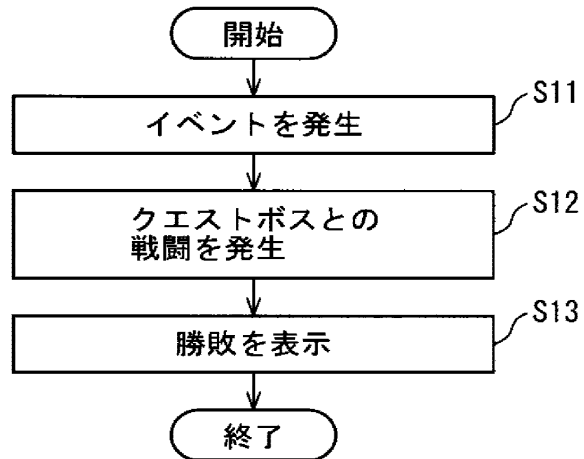 開始
イベントを発生
S11
クエストボスとの
戦闘を発生
S12
勝敗を表示
S13
終了